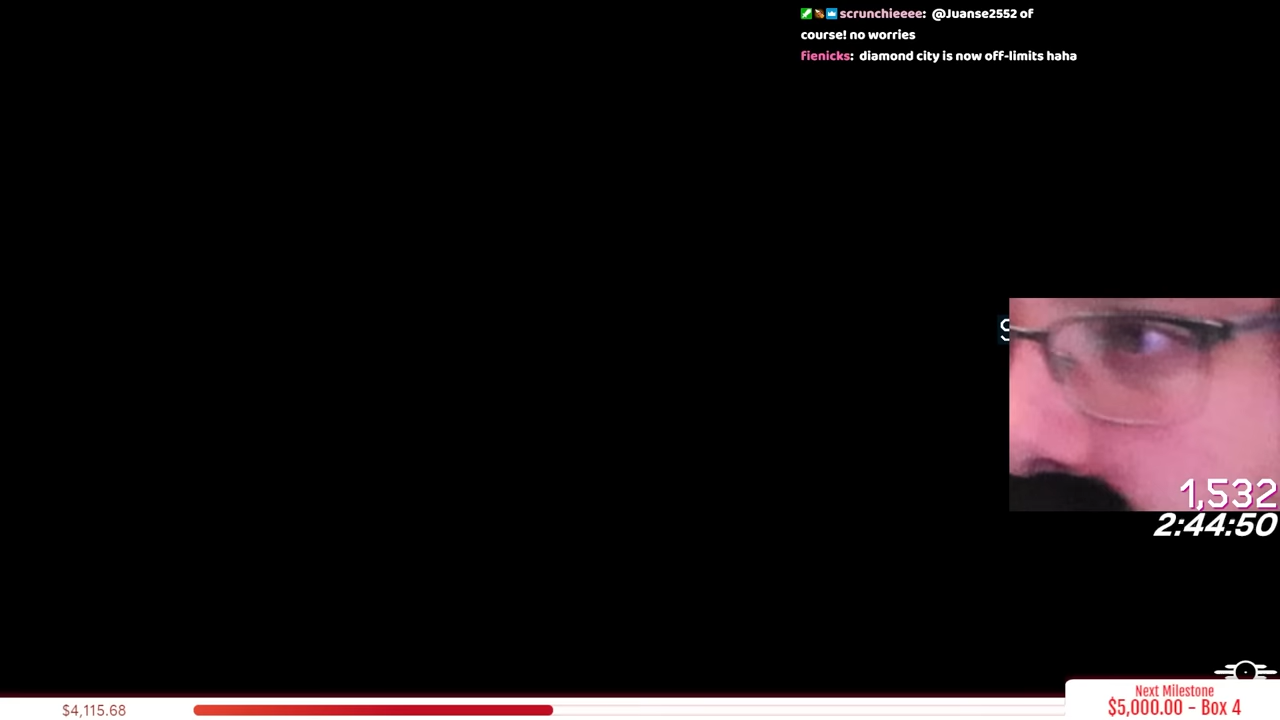 scrunchieeee: @Juanse2552 of
course! no worries
fienicks: diamond city is now off-limits haha
1,532
2:44:50
$4,115.68
Next Milestone
$5,000.00 - Box 4